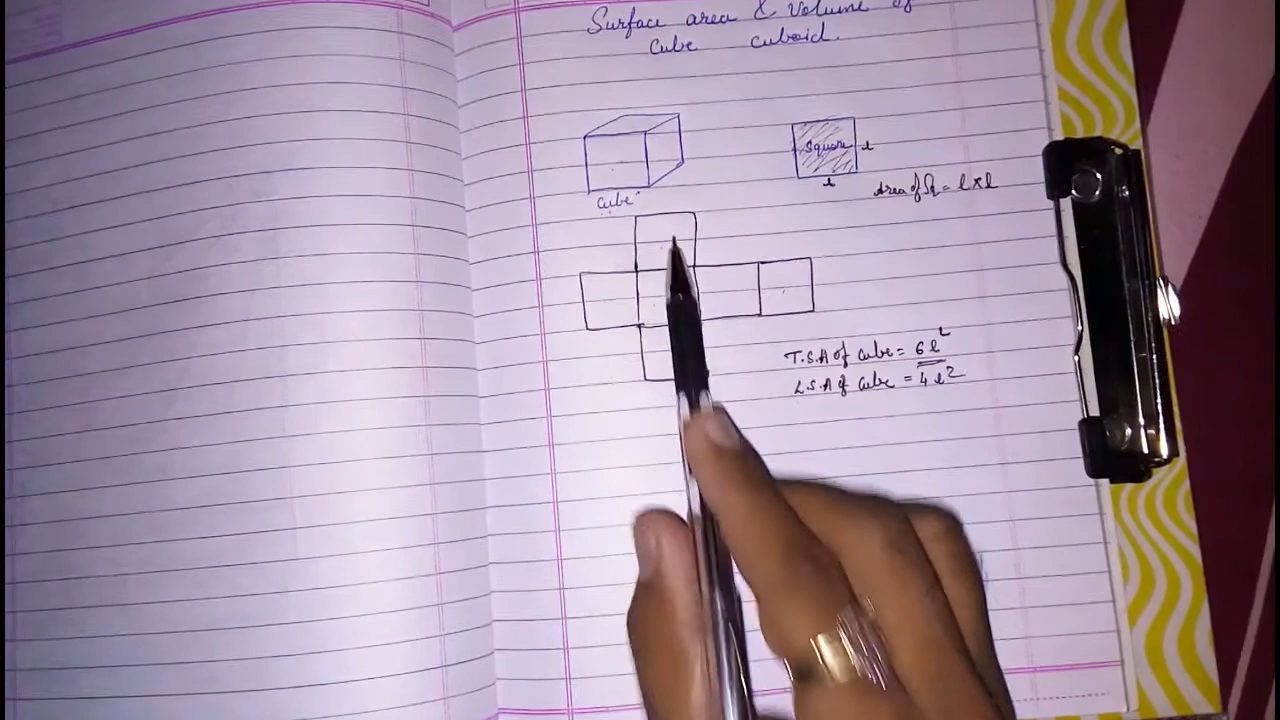 Surface area & Volume of
Cube cuboid.
Square
l
l
Area of Sq = l x l
Cube
T.S.A of cube = 6l²
L.S.A of cube = 4l²